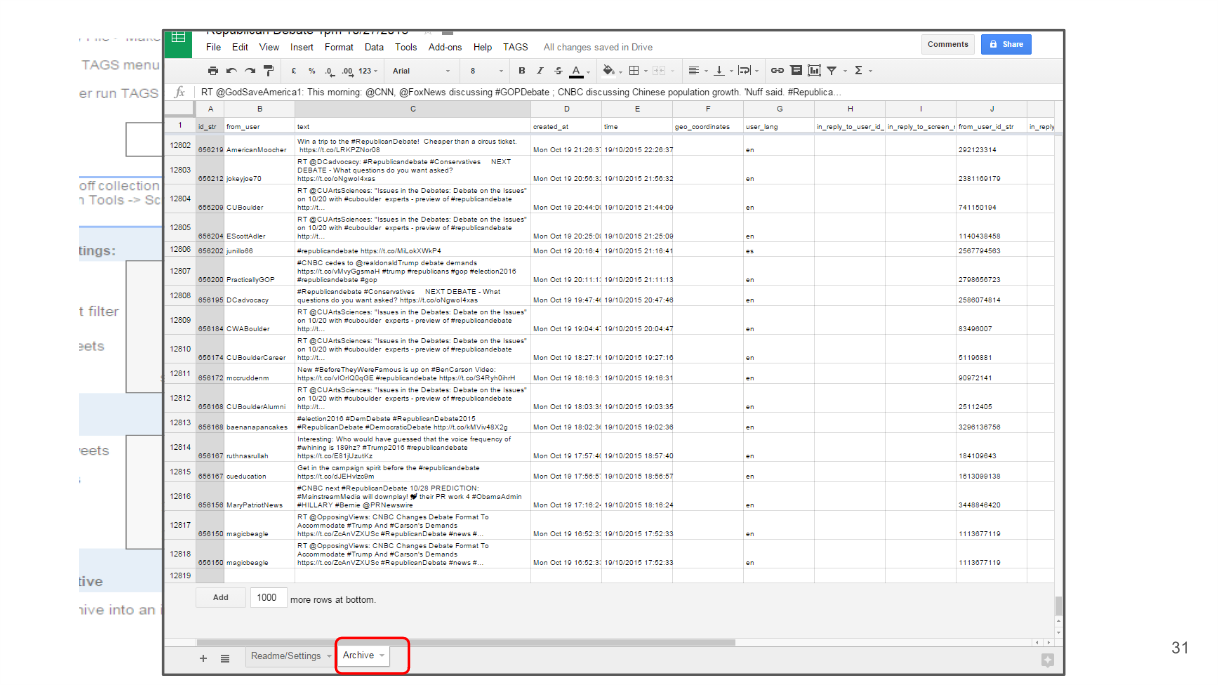 TAGS menu
er run TAGS
off collection
n Tools -> Sc
tings:
t filter
eets
eets
tive
hive into an i
File Edit View Insert Format Data Tools Add-ons Help TAGS All changes saved in Drive
Comments Share
£ % .0 .00 123 Arial 8 B I S A
fx RT @GodSaveAmerica1: This morning: @CNN, @FoxNews discussing #GOPDebate ; CNBC discussing Chinese population growth. 'Nuff said. #Republica...
A B C D E F G H I J
1 id_str from_user text created_at time geo_coordinates user_lang in_reply_to_user_id_ in_reply_to_screen_r from_user_id_str in_reply
12802 656219 AmericanMoocher Win a trip to the #RepublicanDebate! Cheaper than a circus ticket.
https://t.co/LRKPZNor08 Mon Oct 19 21:26:37 19/10/2015 22:26:37 en 292123314
12803 656212 jokeyjoe70 RT @DCadvocacy: #Republicandebate #Conservatives NEXT
DEBATE - What questions do you want asked?
https://t.co/oNgwol4xas Mon Oct 19 20:56:32 19/10/2015 21:56:32 en 2381169179
12804 656209 CUBoulder RT @CUArtsSciences: "Issues in the Debates: Debate on the Issues"
on 10/20 with #cuboulder experts - preview of #republicandebate
http://t... Mon Oct 19 20:44:09 19/10/2015 21:44:09 en 741150194
12805 656204 EScottAdler RT @CUArtsSciences: "Issues in the Debates: Debate on the Issues"
on 10/20 with #cuboulder experts - preview of #republicandebate
http://t... Mon Oct 19 20:25:09 19/10/2015 21:25:09 en 1140438458
12806 656202 junillo66 #republicandebate https://t.co/MiLokXWkP4 Mon Oct 19 20:16:4 19/10/2015 21:16:41 es 2567794563
12807 656200 PracticallyGOP #CNBC cedes to @realdonaldTrump debate demands
https://t.co/vMvyGgsmaH #trump #republicans #gop #election2016
#republicandebate #gop Mon Oct 19 20:11:13 19/10/2015 21:11:13 en 2798656723
12808 656195 DCadvocacy #Republicandebate #Conservatives NEXT DEBATE - What
questions do you want asked? https://t.co/oNgwol4xas Mon Oct 19 19:47:46 19/10/2015 20:47:46 en 2586074814
12809 656184 CWABoulder RT @CUArtsSciences: "Issues in the Debates: Debate on the Issues"
on 10/20 with #cuboulder experts - preview of #republicandebate
http://t... Mon Oct 19 19:04:47 19/10/2015 20:04:47 en 83496007
12810 656174 CUBoulderCareer RT @CUArtsSciences: "Issues in the Debates: Debate on the Issues"
on 10/20 with #cuboulder experts - preview of #republicandebate
http://t... Mon Oct 19 18:27:16 19/10/2015 19:27:16 en 51196881
12811 656172 mccruddenm New #BeforeTheyWereFamous is up on #BenCarson Video:
https://t.co/vIOrIQ0qGE #republicandebate https://t.co/S4Ryh0ihrH Mon Oct 19 18:16:31 19/10/2015 19:16:31 en 90972141
12812 656168 CUBoulderAlumni RT @CUArtsSciences: "Issues in the Debates: Debate on the Issues"
on 10/20 with #cuboulder experts - preview of #republicandebate
http://t... Mon Oct 19 18:03:35 19/10/2015 19:03:35 en 25112405
12813 656168 baenanapancakes #election2016 #DemDebate #RepublicanDebate2015
#RepublicanDebate #DemocraticDebate http://t.co/kMViv48X2g Mon Oct 19 18:02:36 19/10/2015 19:02:36 en 3296136756
12814 656167 ruthnasrullah Interesting: Who would have guessed that the voice frequency of
#whining is 189hz? #Trump2016 #republicandebate
https://t.co/E81jUzutKz Mon Oct 19 17:57:40 19/10/2015 18:57:40 en 184109643
12815 656167 cueducation Get in the campaign spirit before the #republicandebate
https://t.co/dJEHvizo9m Mon Oct 19 17:56:57 19/10/2015 18:56:57 en 1613099138
12816 656156 MaryPatriotNews #CNBC next #RepublicanDebate 10/28 PREDICTION:
#MainstreamMedia will downplay! their PR work 4 #ObamaAdmin
#HILLARY #Bernie @PRNewswire Mon Oct 19 17:16:24 19/10/2015 18:16:24 en 3448846420
12817 656150 magicbeagle RT @OpposingViews: CNBC Changes Debate Format To
Accommodate #Trump And #Carson's Demands
https://t.co/ZcAnVZXUSc #RepublicanDebate #news #... Mon Oct 19 16:52:33 19/10/2015 17:52:33 en 1113677119
12818 656150 magicbeagle RT @OpposingViews: CNBC Changes Debate Format To
Accommodate #Trump And #Carson's Demands
https://t.co/ZcAnVZXUSc #RepublicanDebate #news #... Mon Oct 19 16:52:33 19/10/2015 17:52:33 en 1113677119
12819
Add 1000 more rows at bottom.
+ Readme/Settings Archive
31